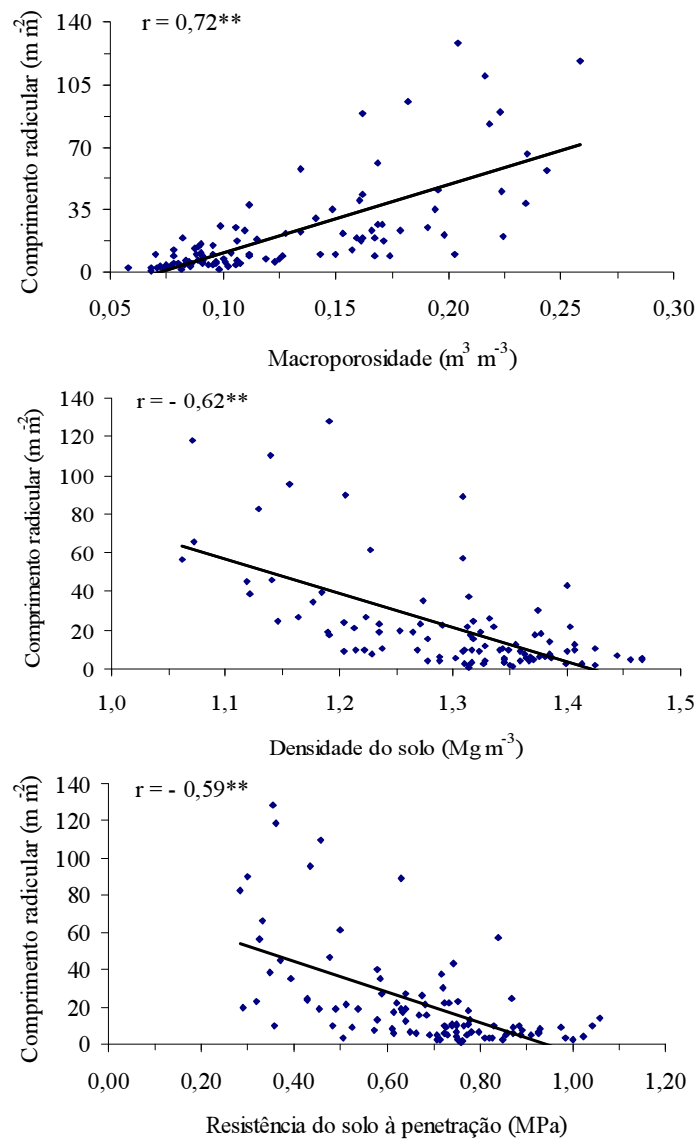 r = 0,72**
Comprimento radicular (m m-2)
140
105
70
35
0
0,05 0,10 0,15 0,20 0,25 0,30
Macroporosidade (m3 m-3)
r = - 0,62**
Comprimento radicular (m m-2)
140
120
100
80
60
40
20
0
1,0 1,1 1,2 1,3 1,4 1,5
Densidade do solo (Mg m-3)
r = - 0,59**
Comprimento radicular (m m-2)
140
120
100
80
60
40
20
0
0,00 0,20 0,40 0,60 0,80 1,00 1,20
Resistência do solo à penetração (MPa)